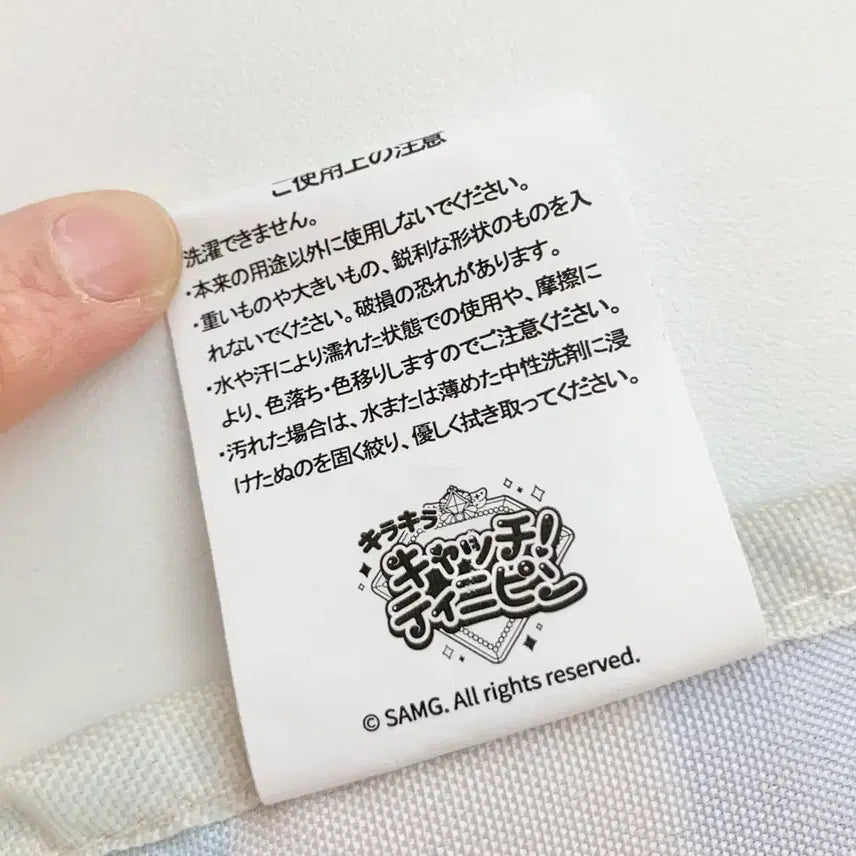 ご使用上の注意
洗濯できません。
・本来の用途以外に使用しないでください。
・重いものや大きいもの、鋭利な形状のものを入
れないでください。破損の恐れがあります。
・水や汗により濡れた状態での使用や、摩擦に
より、色落ち・色移りしますのでご注意ください。
・汚れた場合は、水または薄めた中性洗剤に浸
けたぬのを固く絞り、優しく拭き取ってください。
キラキラ
キャッチ!
ティニピン
© SAMG. All rights reserved.